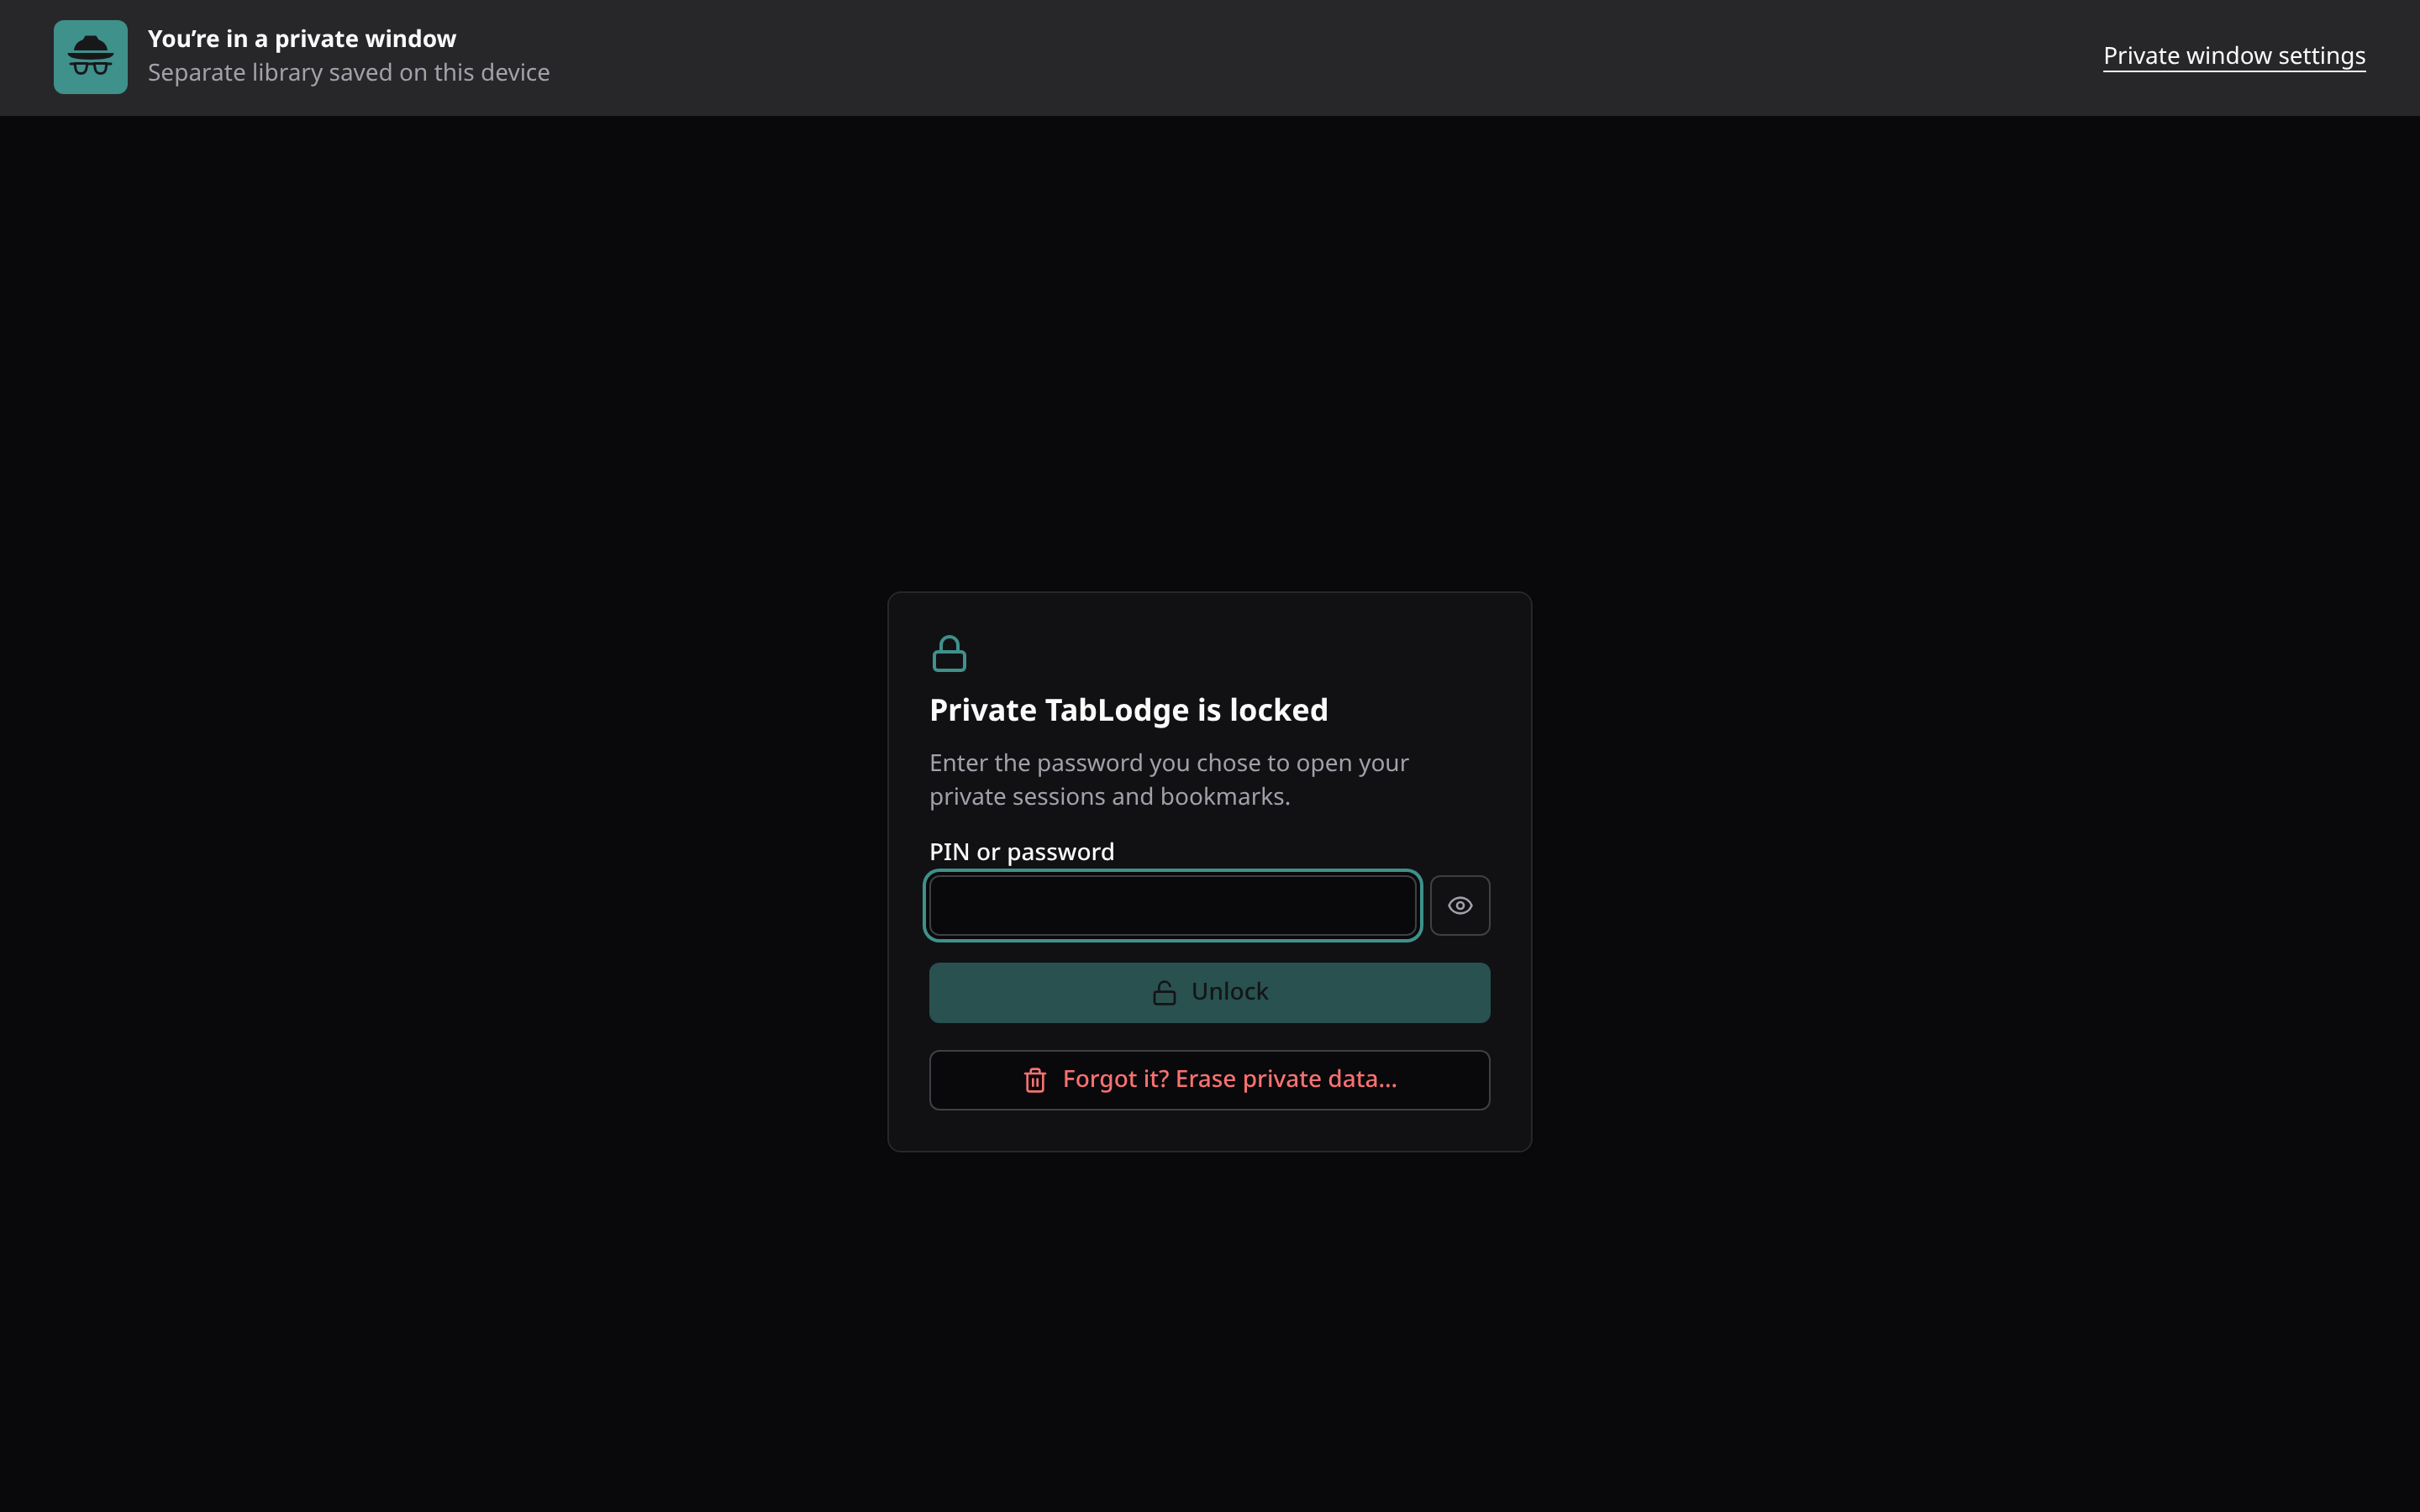 You’re in a private window
Separate library saved on this device
Private window settings
Private TabLodge is locked
Enter the password you chose to open your
private sessions and bookmarks.
PIN or password
Unlock
Forgot it? Erase private data...